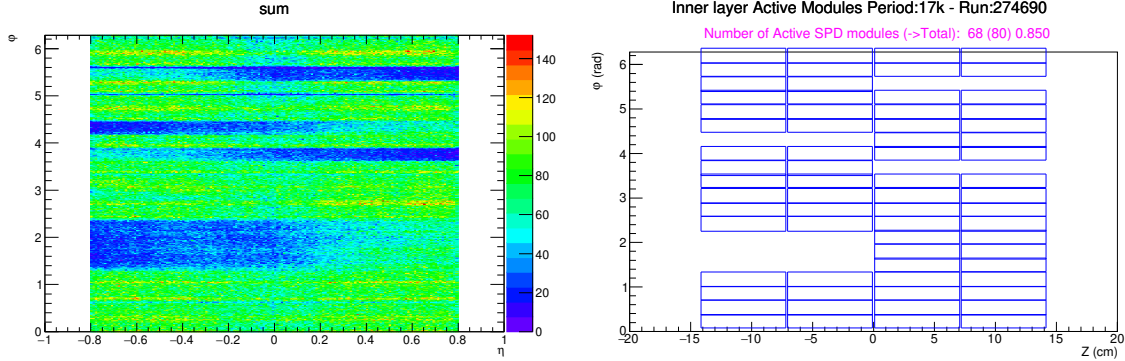 sum
φ
6
5
4
3
2
1
0
−1 −0.8 −0.6 −0.4 −0.2 0 0.2 0.4 0.6 0.8 1
η
140
120
100
80
60
40
20
0
Inner layer Active Modules Period:17k - Run:274690
Number of Active SPD modules (->Total): 68 (80) 0.850
φ (rad)
6
5
4
3
2
1
0
−20 −15 −10 −5 0 5 10 15 20
Z (cm)